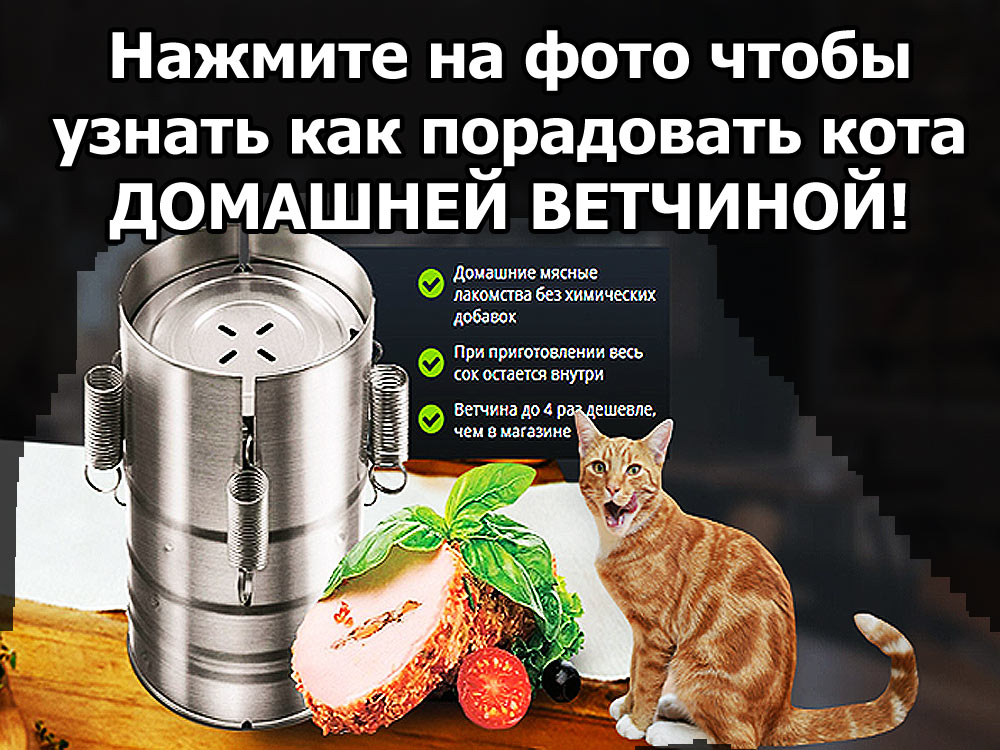 Нажмите на фото чтобы
узнать как порадовать кота
ДОМАШНЕЙ ВЕТЧИНОЙ!
Домашние мясные
лакомства без химических
добавок
При приготовлении весь
сок остается внутри
Ветчина до 4 раз дешевле,
чем в магазине